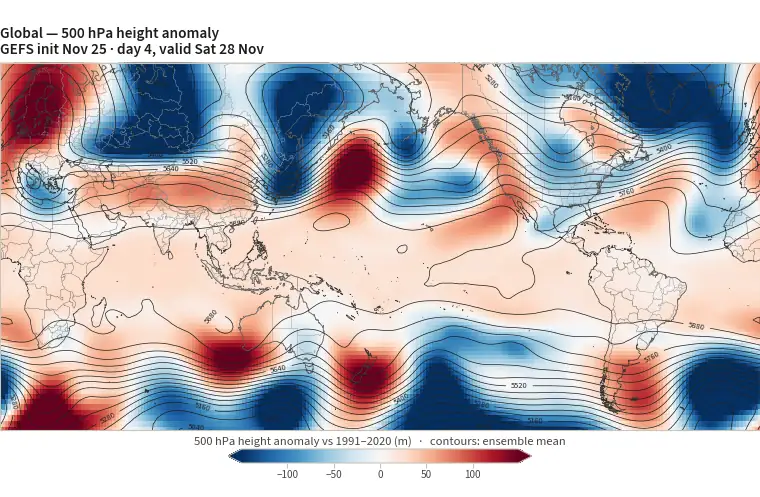 Global — 500 hPa height anomaly
GEFS init Nov 25 · day 4, valid Sat 28 Nov
5280
5520
5640
5760
5880
5880
5760
5640
5520
5160
500 hPa height anomaly vs 1991–2020 (m) · contours: ensemble mean
−100 −50 0 50 100